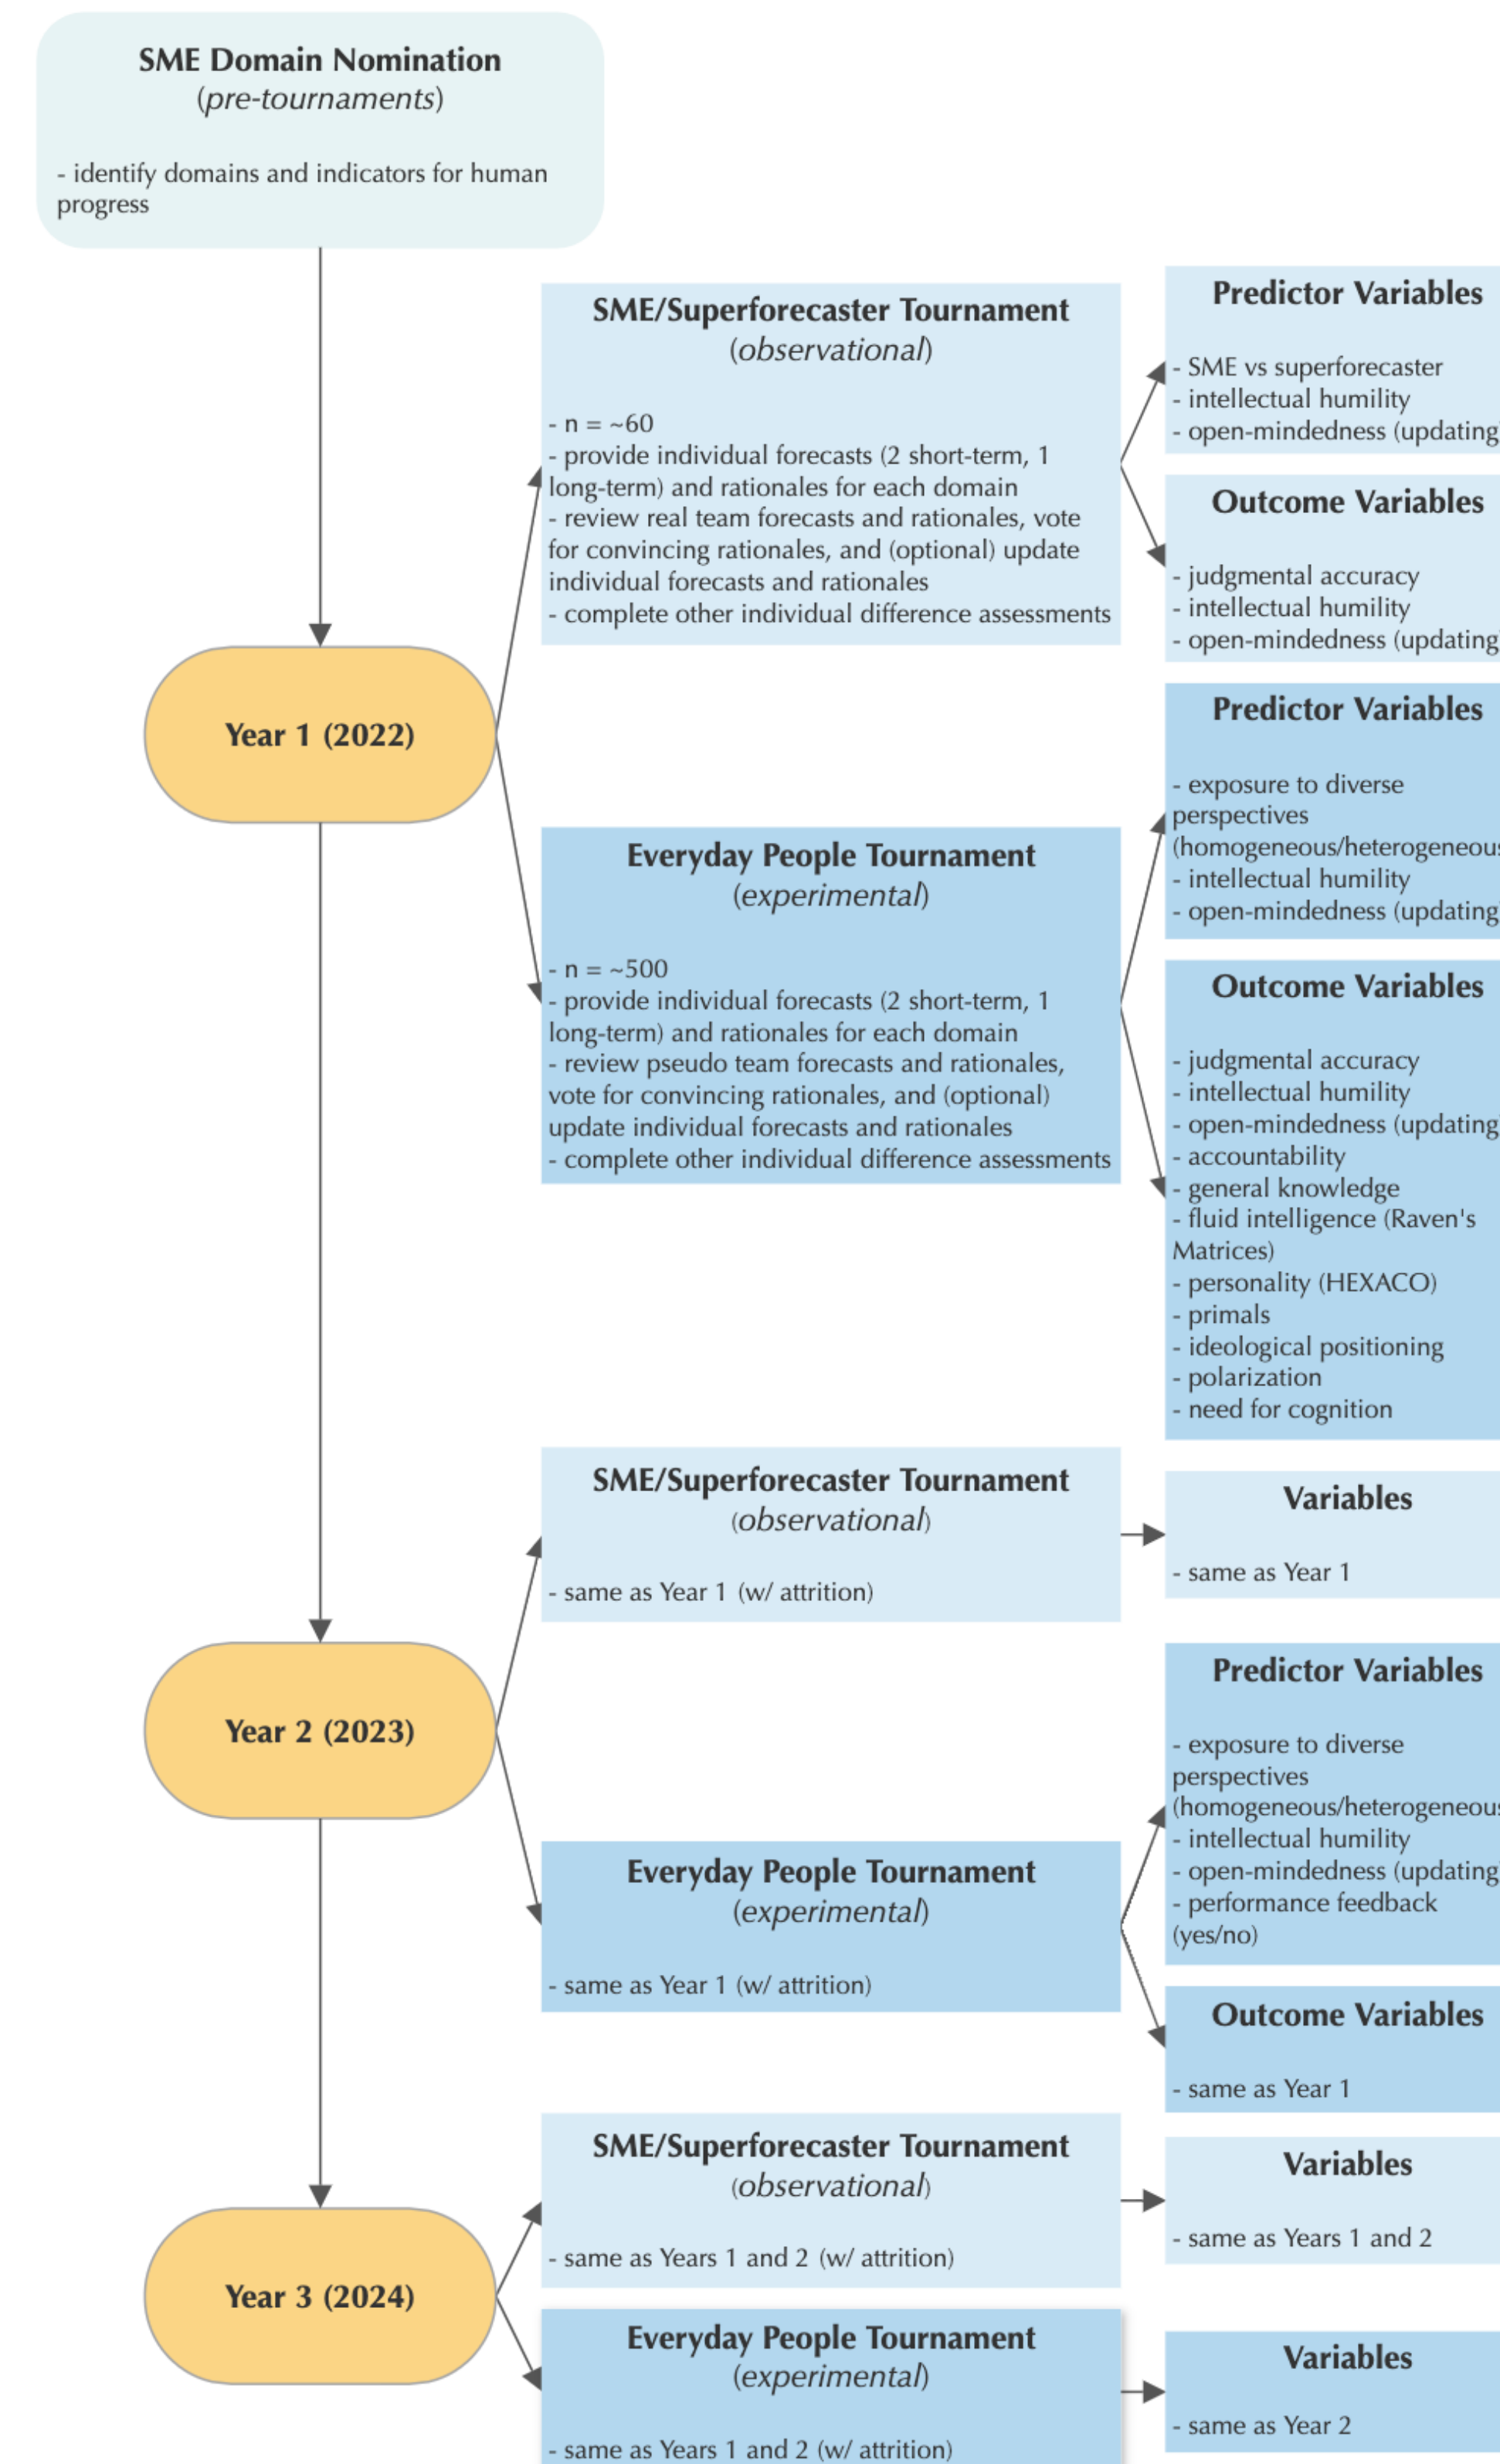 SME Domain Nomination
(pre-tournaments)
- identify domains and indicators for human
progress
Year 1 (2022)
SME/Superforecaster Tournament
(observational)
- n = ~60
- provide individual forecasts (2 short-term, 1
long-term) and rationales for each domain
- review real team forecasts and rationales, vote
for convincing rationales, and (optional) update
individual forecasts and rationales
- complete other individual difference assessments
Predictor Variables
- SME vs superforecaster
- intellectual humility
- open-mindedness (updating)
Outcome Variables
- judgmental accuracy
- intellectual humility
- open-mindedness (updating)
Everyday People Tournament
(experimental)
- n = ~500
- provide individual forecasts (2 short-term, 1
long-term) and rationales for each domain
- review pseudo team forecasts and rationales,
vote for convincing rationales, and (optional)
update individual forecasts and rationales
- complete other individual difference assessments
Predictor Variables
- exposure to diverse
perspectives
(homogeneous/heterogeneous
- intellectual humility
- open-mindedness (updating)
Outcome Variables
- judgmental accuracy
- intellectual humility
- open-mindedness (updating)
- accountability
- general knowledge
- fluid intelligence (Raven's
Matrices)
- personality (HEXACO)
- primals
- ideological positioning
- polarization
- need for cognition
Year 2 (2023)
SME/Superforecaster Tournament
(observational)
- same as Year 1 (w/ attrition)
Variables
- same as Year 1
Everyday People Tournament
(experimental)
- same as Year 1 (w/ attrition)
Predictor Variables
- exposure to diverse
perspectives
(homogeneous/heterogeneous
- intellectual humility
- open-mindedness (updating)
- performance feedback
(yes/no)
Outcome Variables
- same as Year 1
Year 3 (2024)
SME/Superforecaster Tournament
(observational)
- same as Years 1 and 2 (w/ attrition)
Variables
- same as Years 1 and 2
Everyday People Tournament
(experimental)
- same as Years 1 and 2 (w/ attrition)
Variables
- same as Year 2